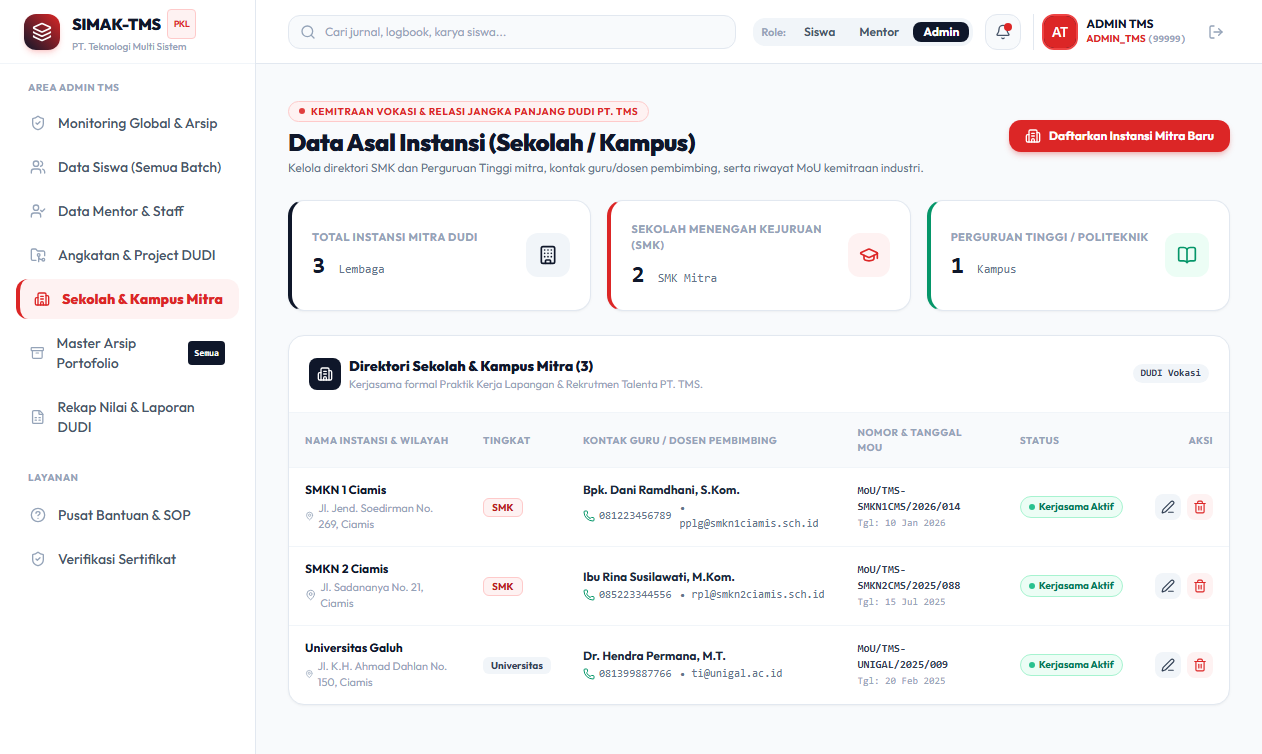 SIMAK-TMS PKL
PT. Teknologi Multi Sistem
Cari jurnal, logbook, karya siswa...
Role: Siswa Mentor Admin
AT
ADMIN TMS
ADMIN_TMS (99999)
AREA ADMIN TMS
Monitoring Global & Arsip
Data Siswa (Semua Batch)
Data Mentor & Staff
Angkatan & Project DUDI
Sekolah & Kampus Mitra
Master Arsip
Portofolio
Semua
Rekap Nilai & Laporan
DUDI
LAYANAN
Pusat Bantuan & SOP
Verifikasi Sertifikat
KEMITRAAN VOKASI & RELASI JANGKA PANJANG DUDI PT. TMS
Data Asal Instansi (Sekolah / Kampus)
Kelola direktori SMK dan Perguruan Tinggi mitra, kontak guru/dosen pembimbing, serta riwayat MoU kemitraan industri.
Daftarkan Instansi Mitra Baru
TOTAL INSTANSI MITRA DUDI
3 Lembaga
SEKOLAH MENENGAH KEJURUAN
(SMK)
2 SMK Mitra
PERGURUAN TINGGI / POLITEKNIK
1 Kampus
Direktori Sekolah & Kampus Mitra (3)
Kerjasama formal Praktik Kerja Lapangan & Rekrutmen Talenta PT. TMS.
DUDI Vokasi
NAMA INSTANSI & WILAYAH TINGKAT KONTAK GURU / DOSEN PEMBIMBING NOMOR & TANGGAL
MOU
STATUS AKSI
SMKN 1 Ciamis
Jl. Jend. Soedirman No.
269, Ciamis
SMK
Bpk. Dani Ramdhani, S.Kom.
081223456789 •
pplg@smkn1ciamis.sch.id
MoU/TMS-
SMKN1CMS/2026/014
Tgl: 10 Jan 2026
Kerjasama Aktif
SMKN 2 Ciamis
Jl. Sadananya No. 21,
Ciamis
SMK
Ibu Rina Susilawati, M.Kom.
085223344556 • rpl@smkn2ciamis.sch.id
MoU/TMS-
SMKN2CMS/2025/088
Tgl: 15 Jul 2025
Kerjasama Aktif
Universitas Galuh
Jl. K.H. Ahmad Dahlan No.
150, Ciamis
Universitas
Dr. Hendra Permana, M.T.
081399887766 • ti@unigal.ac.id
MoU/TMS-
UNIGAL/2025/009
Tgl: 20 Feb 2025
Kerjasama Aktif